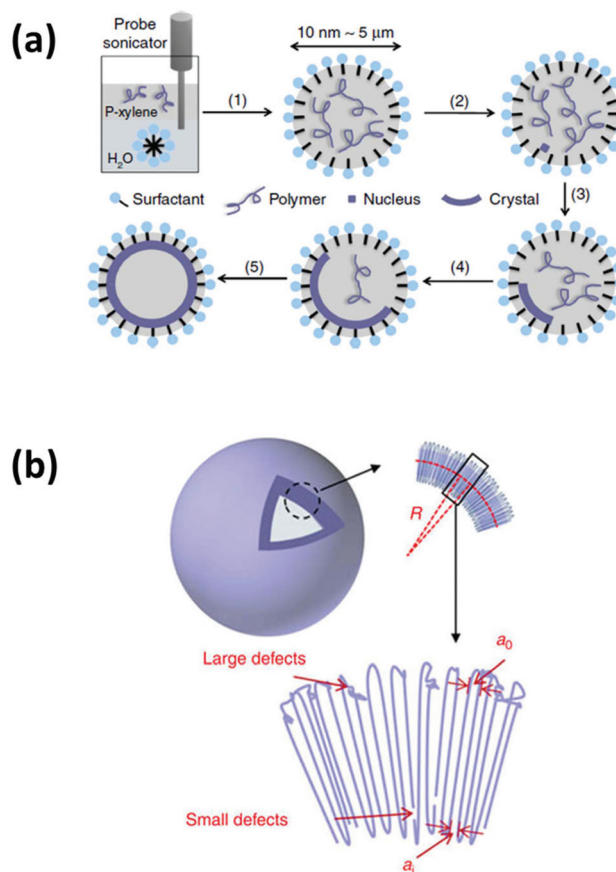 (a)
Probe
sonicator
P-xylene
H₂O
(1)
10 nm ~ 5 μm
(2)
Surfactant Polymer Nucleus Crystal
(3)
(5)
(4)
(b)
R
a₀
Large defects
Small defects
aᵢ